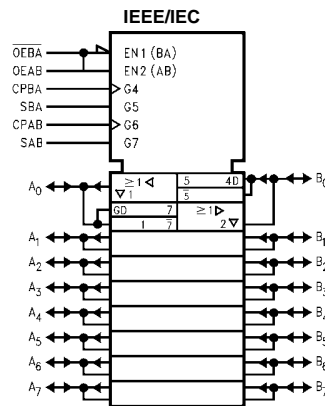 IEEE/IEC
OEBA EN1 (BA)
OEAB EN2 (AB)
CPBA G4
SBA G5
CPAB G6
SAB G7
A0 ≥1 5 4D B0
▽1 5̅
GD 7 ≥1
I 7̅ 2▽
A1 B1
A2 B2
A3 B3
A4 B4
A5 B5
A6 B6
A7 B7